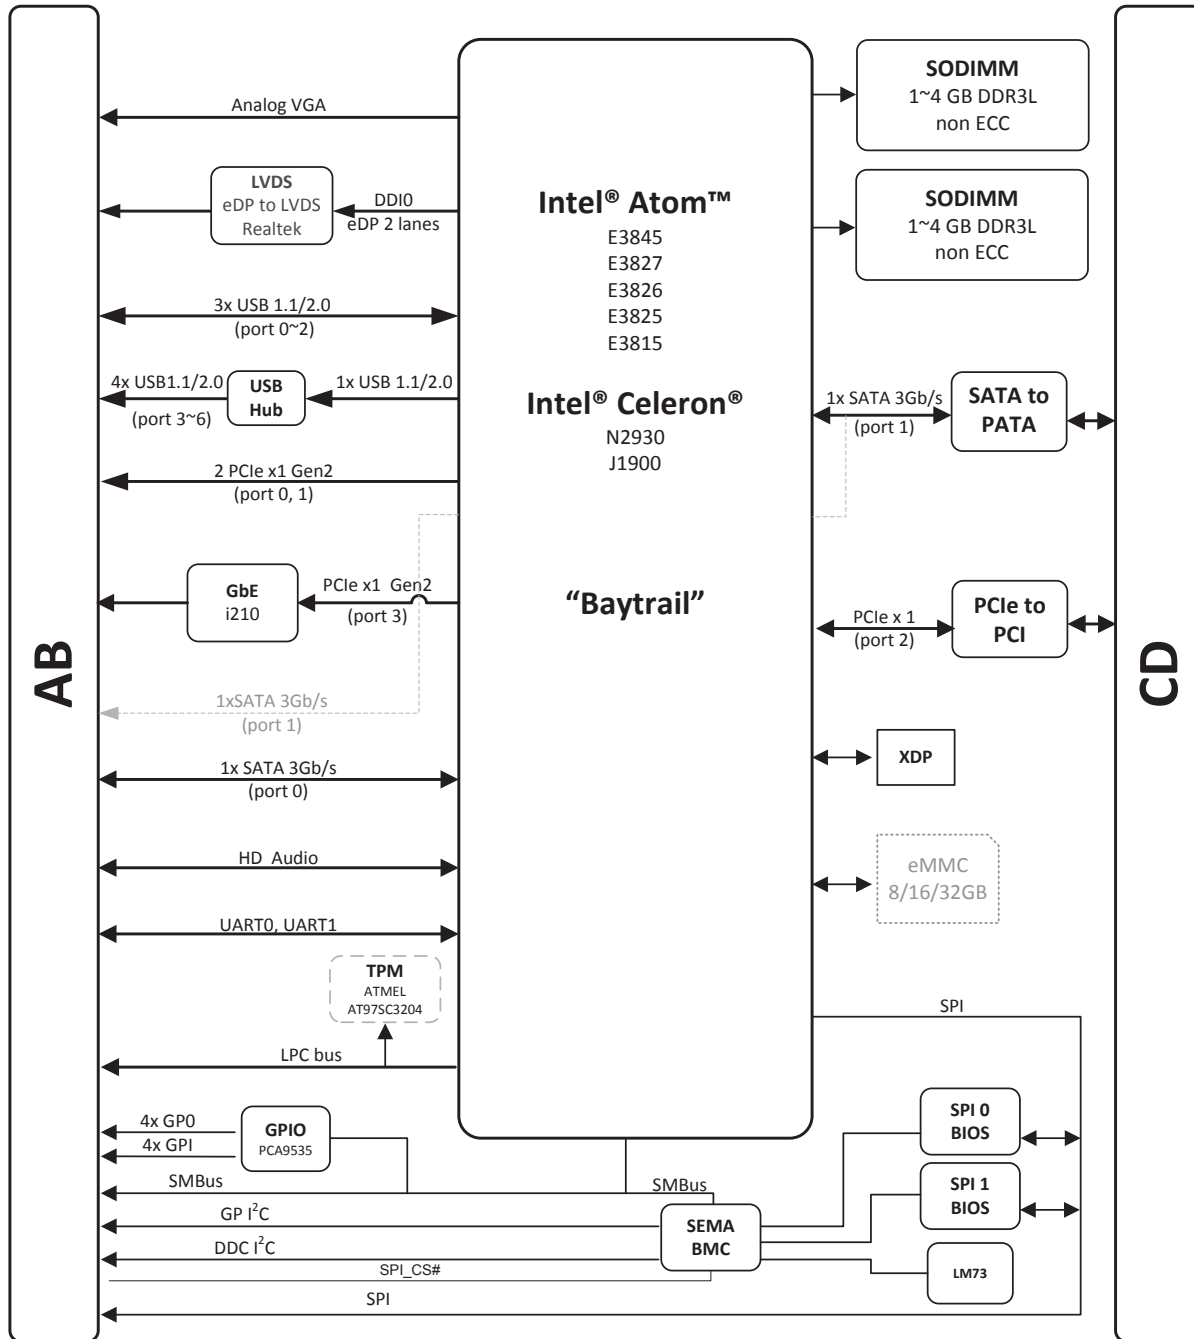 AB
Analog VGA
LVDS
eDP to LVDS
Realtek
DDI0
eDP 2 lanes
3x USB 1.1/2.0
(port 0~2)
4x USB1.1/2.0
(port 3~6)
USB
Hub
1x USB 1.1/2.0
2 PCIe x1 Gen2
(port 0, 1)
GbE
i210
PCIe x1 Gen2
(port 3)
1xSATA 3Gb/s
(port 1)
1x SATA 3Gb/s
(port 0)
HD Audio
UART0, UART1
TPM
ATMEL
AT97SC3204
LPC bus
4x GP0
4x GPI
GPIO
PCA9535
SMBus
GP I²C
DDC I²C
SPI_CS#
SPI
Intel® Atom™
E3845
E3827
E3826
E3825
E3815
Intel® Celeron®
N2930
J1900
“Baytrail”
SMBus
SEMA
BMC
SODIMM
1~4 GB DDR3L
non ECC
SODIMM
1~4 GB DDR3L
non ECC
1x SATA 3Gb/s
(port 1)
SATA to
PATA
PCIe x 1
(port 2)
PCIe to
PCI
XDP
eMMC
8/16/32GB
SPI
SPI 0
BIOS
SPI 1
BIOS
LM73
CD